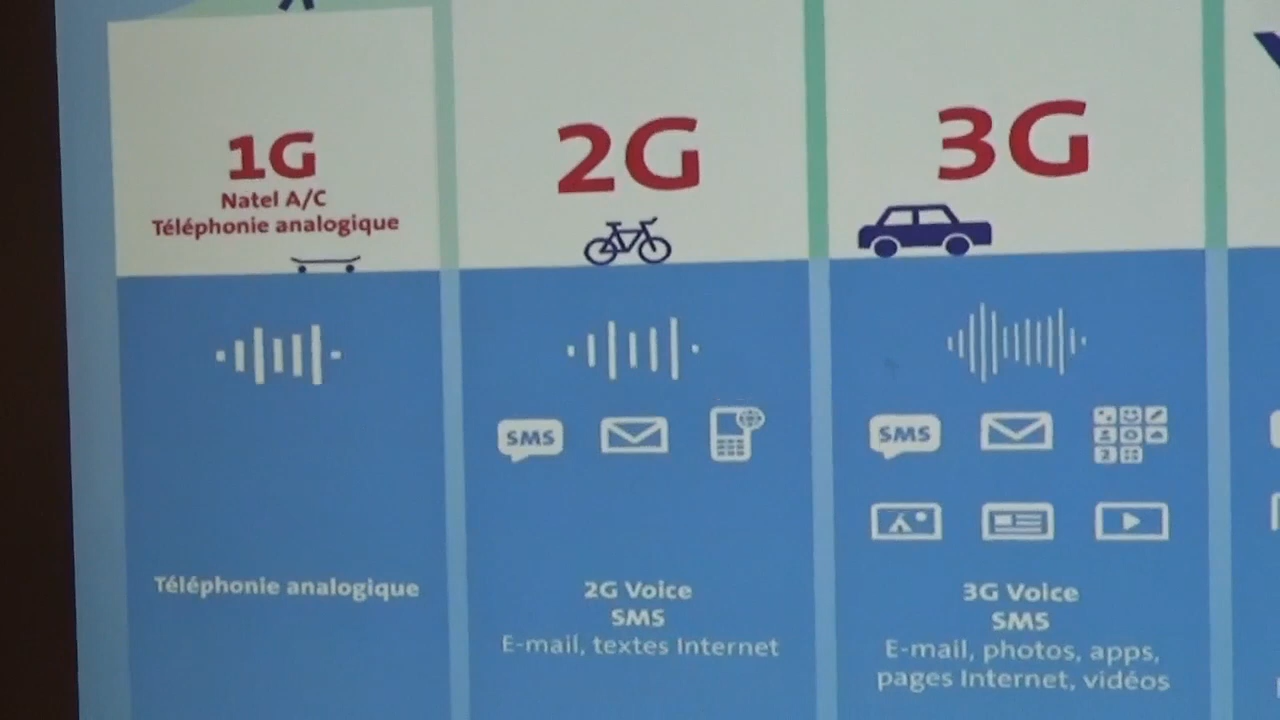 1G
Natel A/C
Téléphonie analogique
Téléphonie analogique
2G
SMS
2G Voice
SMS
E-mail, textes Internet
3G
SMS
3G Voice
SMS
E-mail, photos, apps,
pages Internet, vidéos